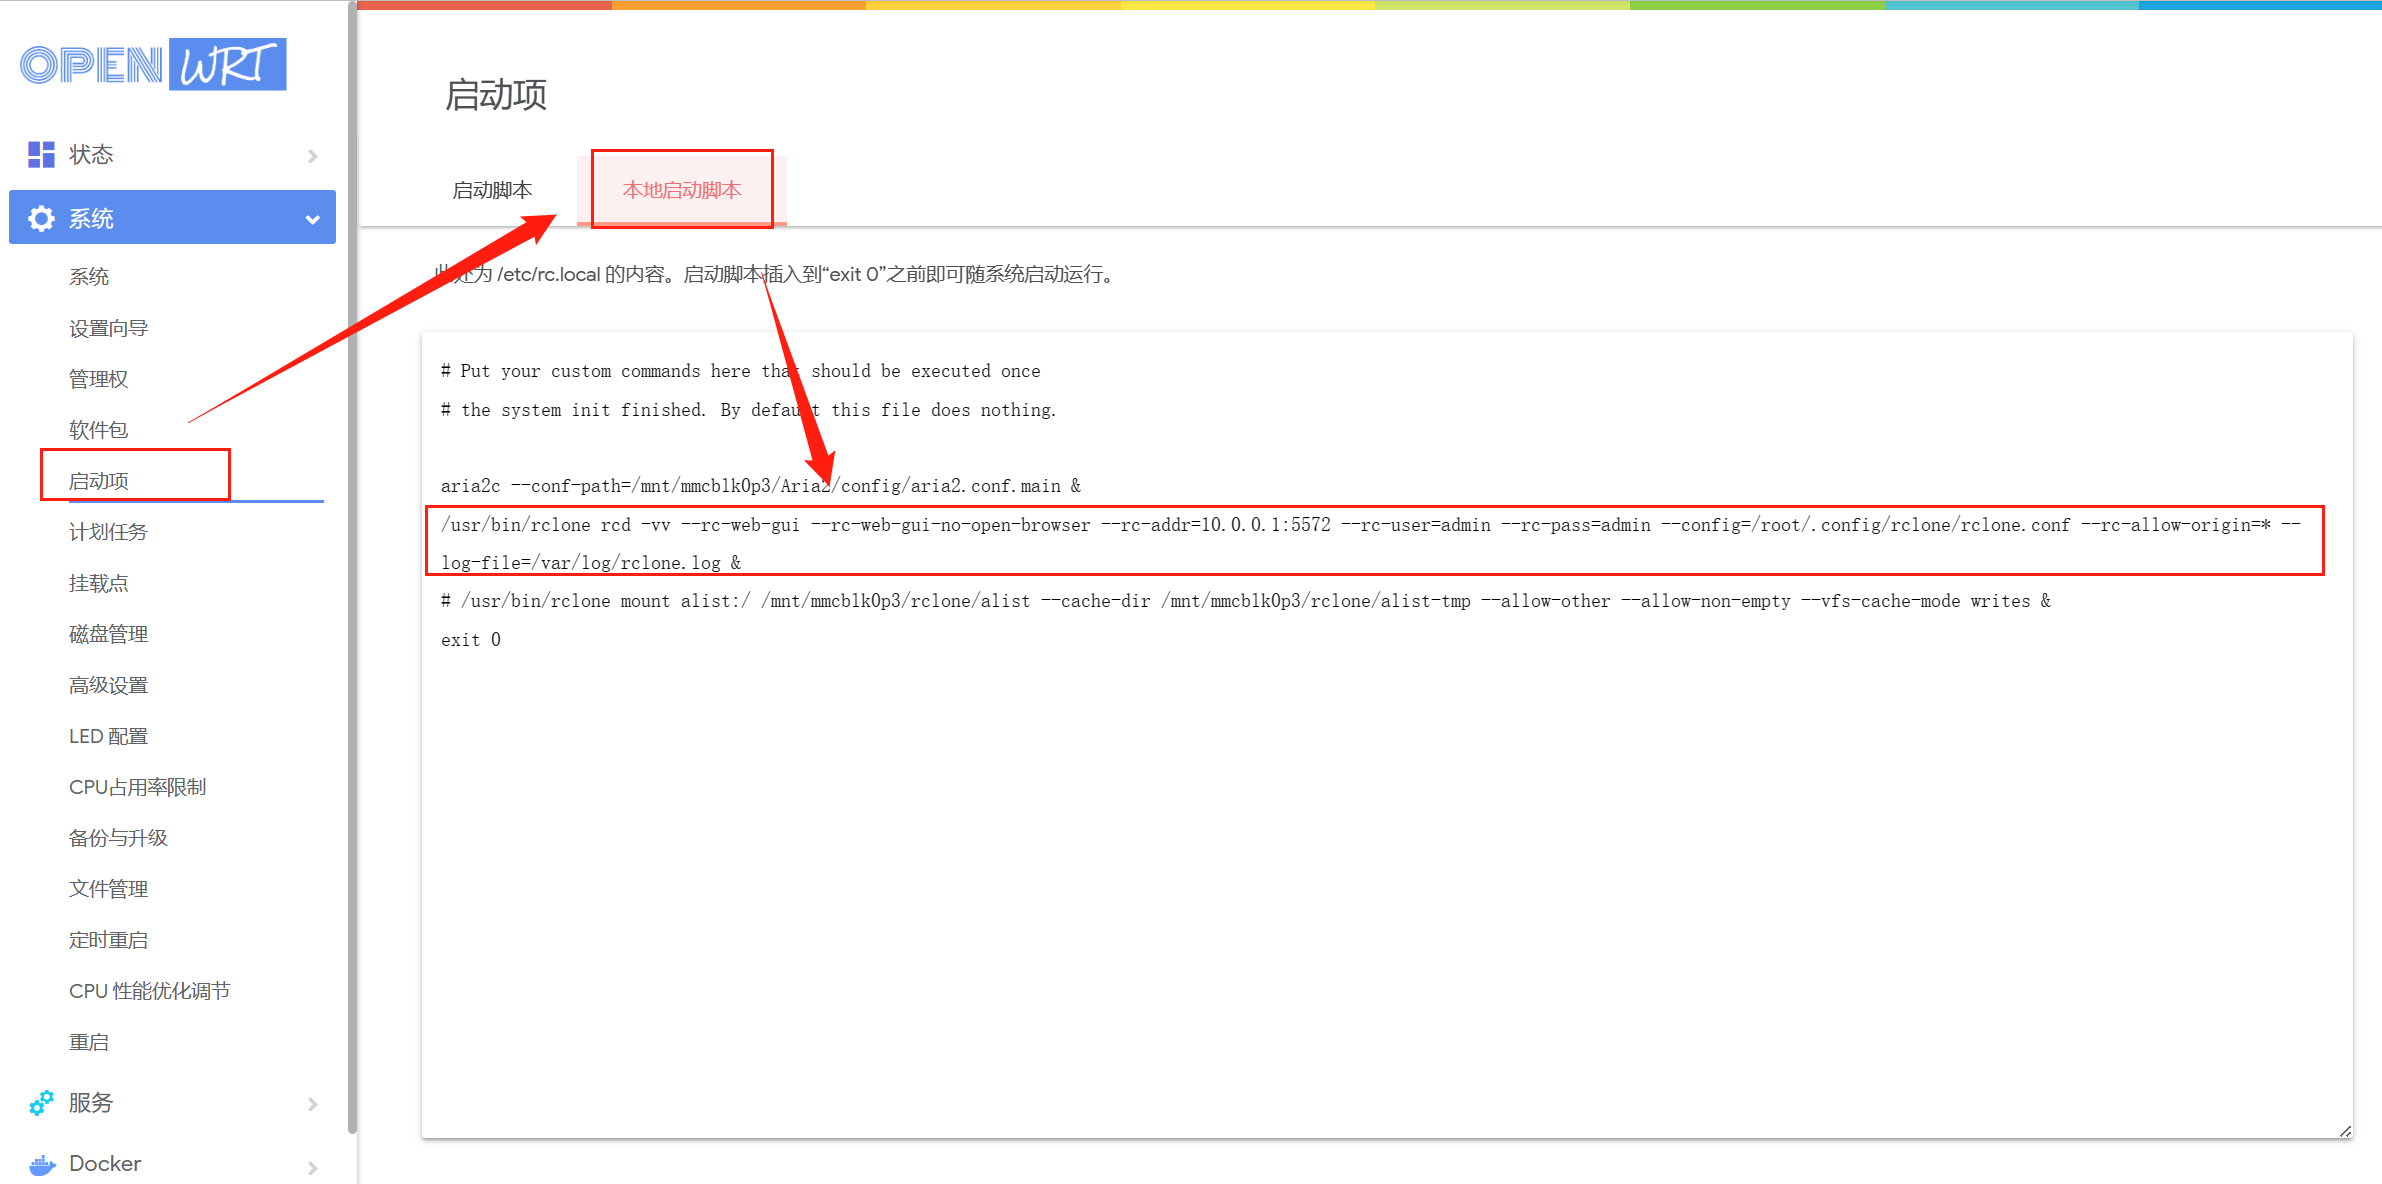 OPENWRT
状态
系统
系统
设置向导
管理权
软件包
启动项
计划任务
挂载点
磁盘管理
高级设置
LED 配置
CPU占用率限制
备份与升级
文件管理
定时重启
CPU 性能优化调节
重启
服务
Docker
启动项
启动脚本
本地启动脚本
此处为 /etc/rc.local 的内容。启动脚本插入到“exit 0”之前即可随系统启动运行。
# Put your custom commands here that should be executed once
# the system init finished. By default this file does nothing.
aria2c --conf-path=/mnt/mmcblk0p3/Aria2/config/aria2.conf.main &
/usr/bin/rclone rcd -vv --rc-web-gui --rc-web-gui-no-open-browser --rc-addr=10.0.0.1:5572 --rc-user=admin --rc-pass=admin --config=/root/.config/rclone/rclone.conf --rc-allow-origin=* --
log-file=/var/log/rclone.log &
# /usr/bin/rclone mount alist:/ /mnt/mmcblk0p3/rclone/alist --cache-dir /mnt/mmcblk0p3/rclone/alist-tmp --allow-other --allow-non-empty --vfs-cache-mode writes &
exit 0